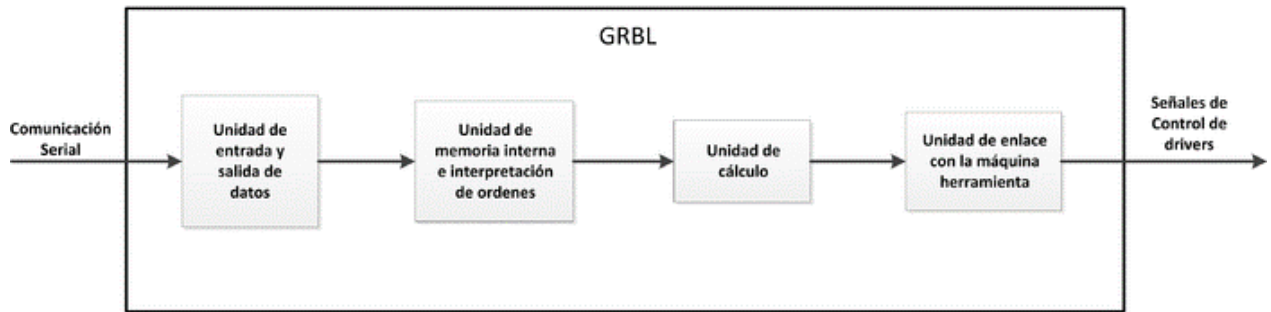 GRBL
Comunicación
Serial
Unidad de
entrada y
salida de
datos
Unidad de
memoria interna
e interpretación
de ordenes
Unidad de
cálculo
Unidad de enlace
con la máquina
herramienta
Señales de
Control de
drivers